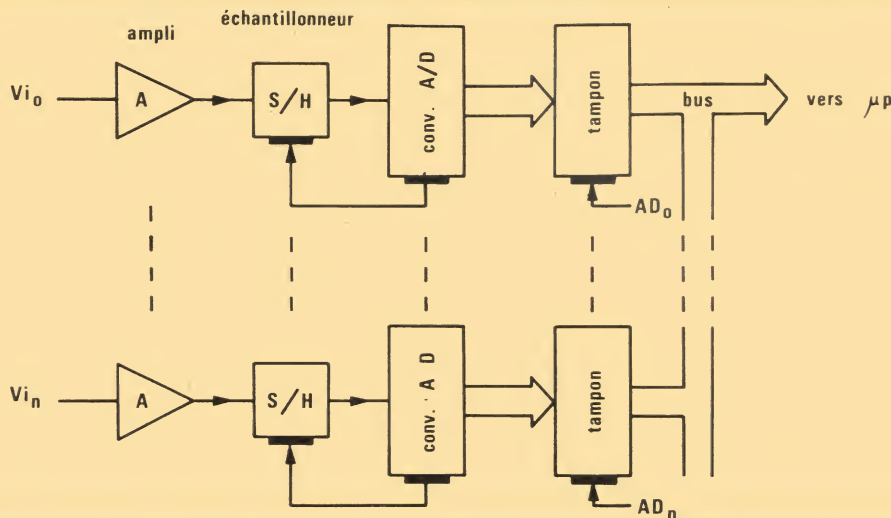 ampli
échantillonneur
Vi₀
A
S/H
conv. A/D
tampon
bus
vers µp
AD₀
Viₙ
A
S/H
conv. A D
tampon
ADₙ